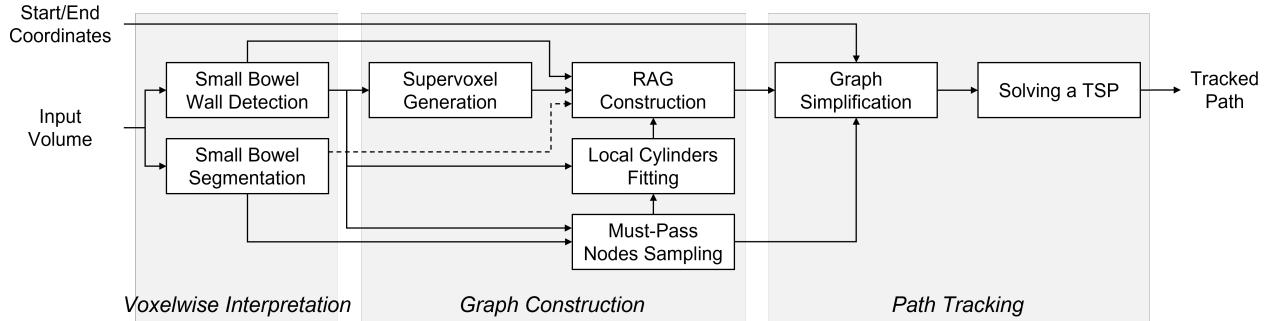 Start/End
Coordinates
Input
Volume
Small Bowel
Wall Detection
Small Bowel
Segmentation
Voxelwise Interpretation
Supervoxel
Generation
RAG
Construction
Local Cylinders
Fitting
Must-Pass
Nodes Sampling
Graph Construction
Graph
Simplification
Solving a TSP
Path Tracking
Tracked
Path